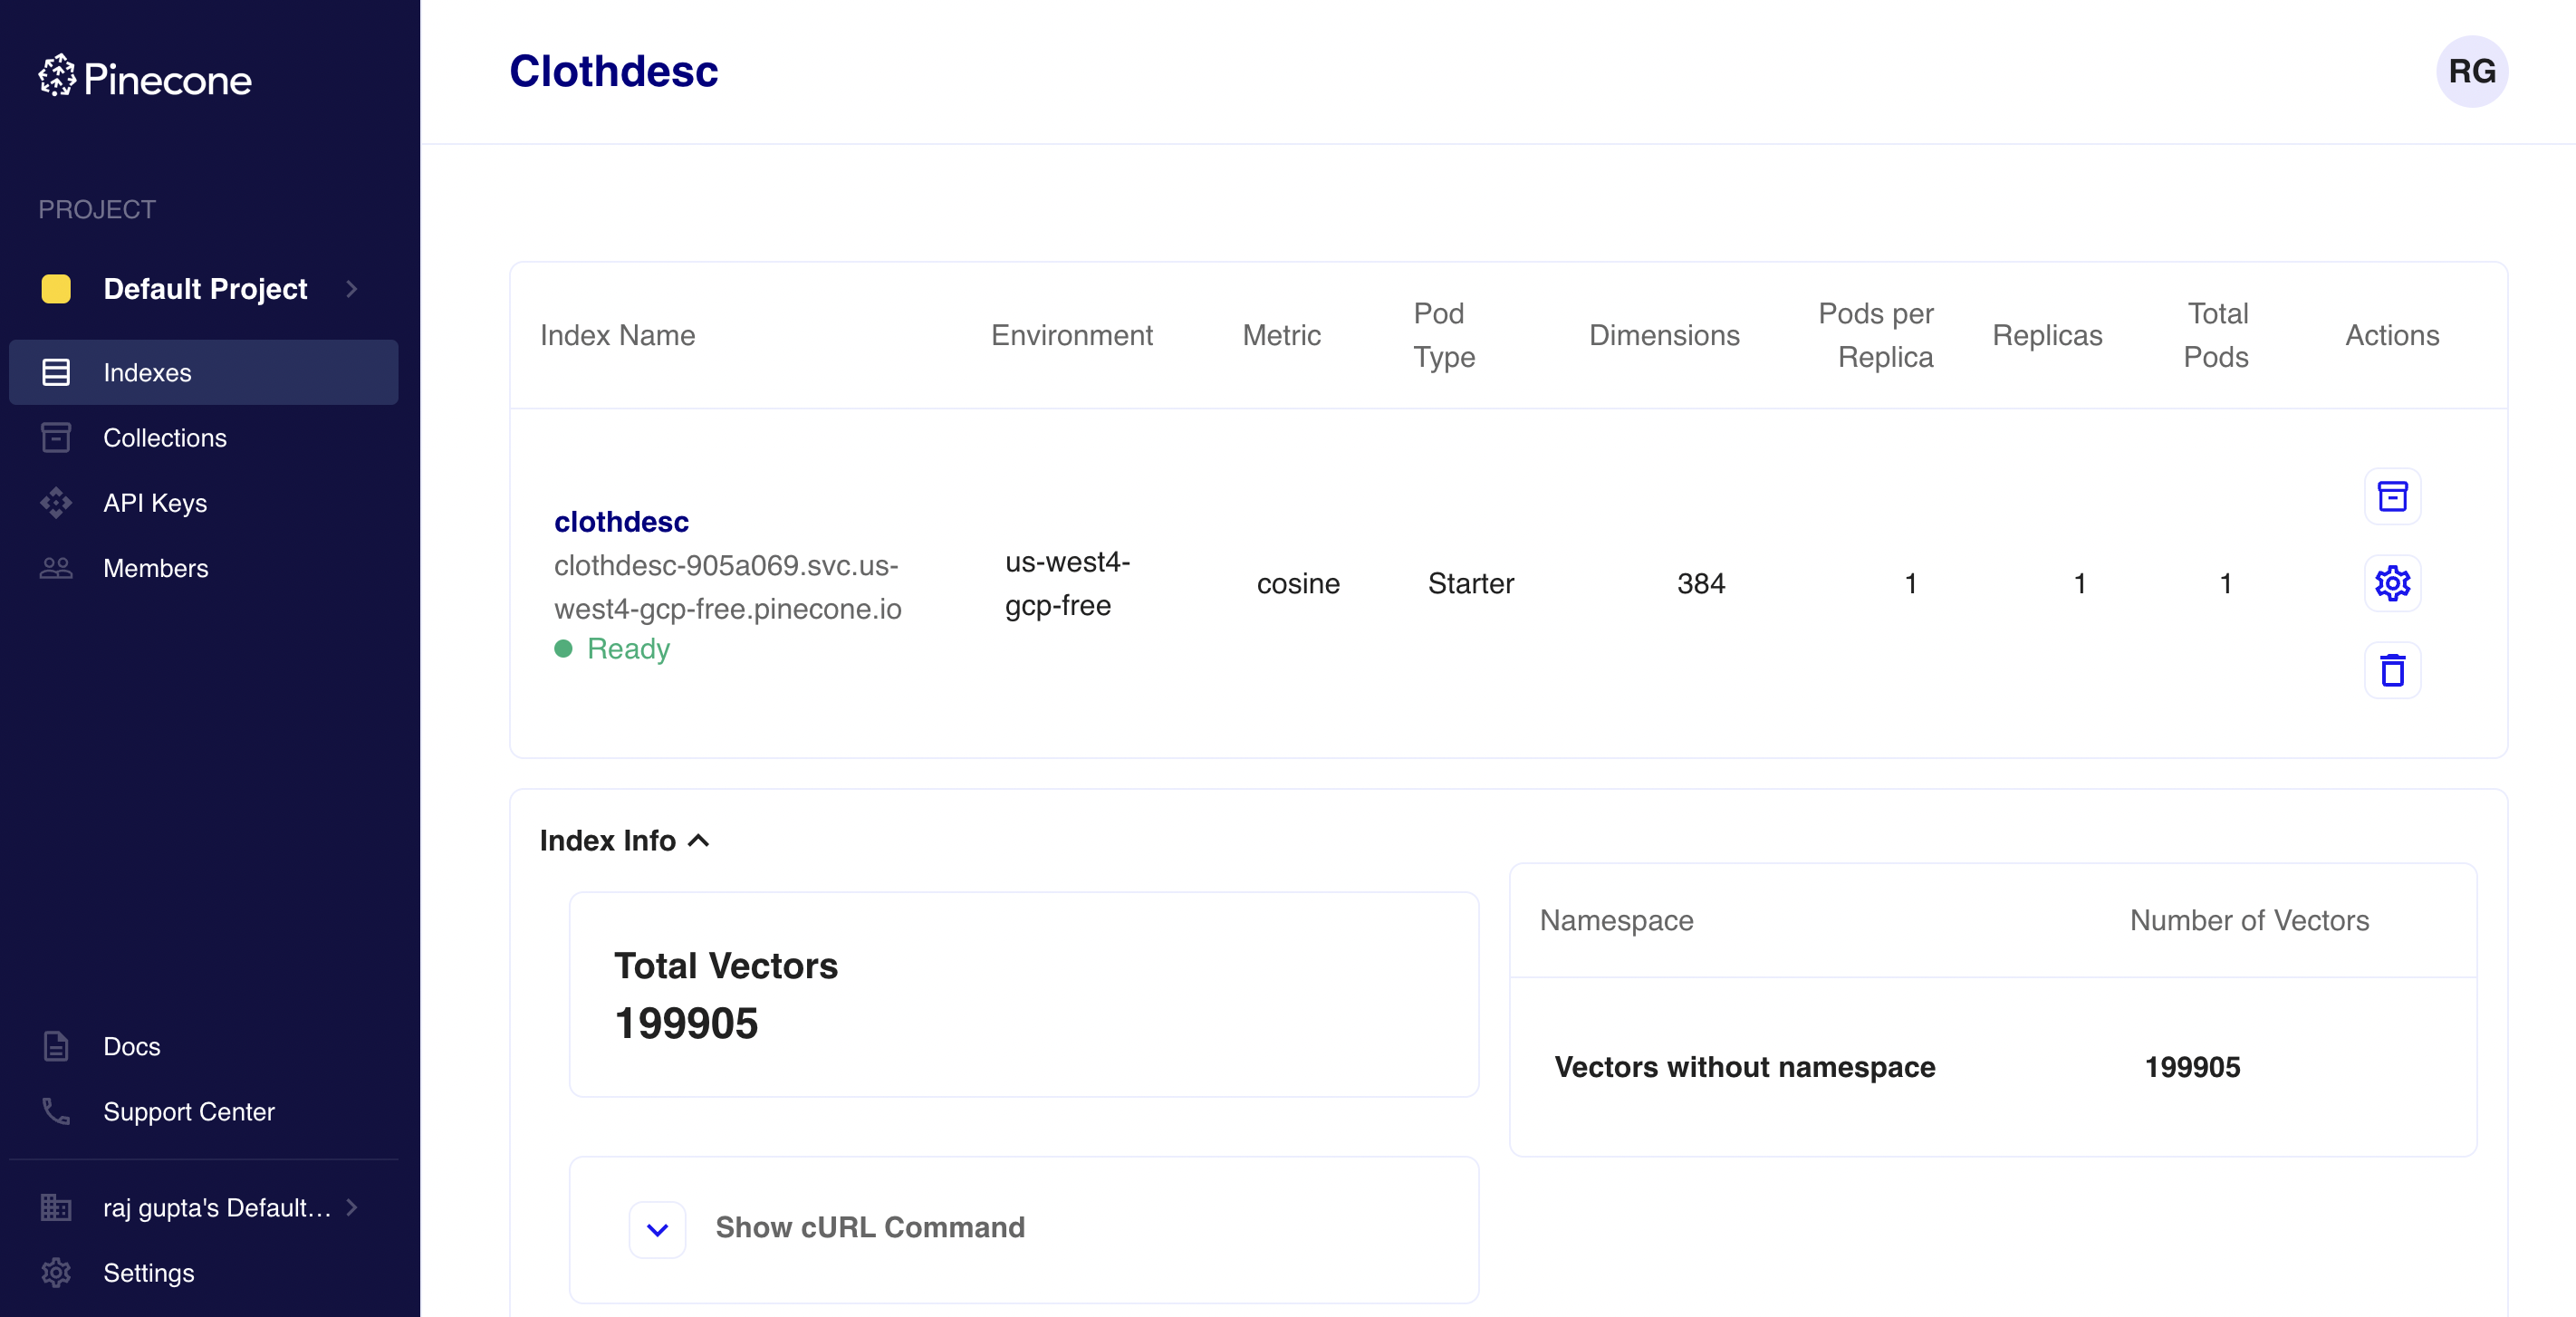 Pinecone
PROJECT
Default Project
Indexes
Collections
API Keys
Members
Docs
Support Center
raj gupta's Default...
Settings
Clothdesc
RG
Index Name
Environment
Metric
Pod
Type
Dimensions
Pods per
Replica
Replicas
Total
Pods
Actions
clothdesc
clothdesc-905a069.svc.us-
west4-gcp-free.pinecone.io
Ready
us-west4-
gcp-free
cosine
Starter
384
1
1
1
Index Info
Total Vectors
199905
Show cURL Command
Namespace
Number of Vectors
Vectors without namespace
199905